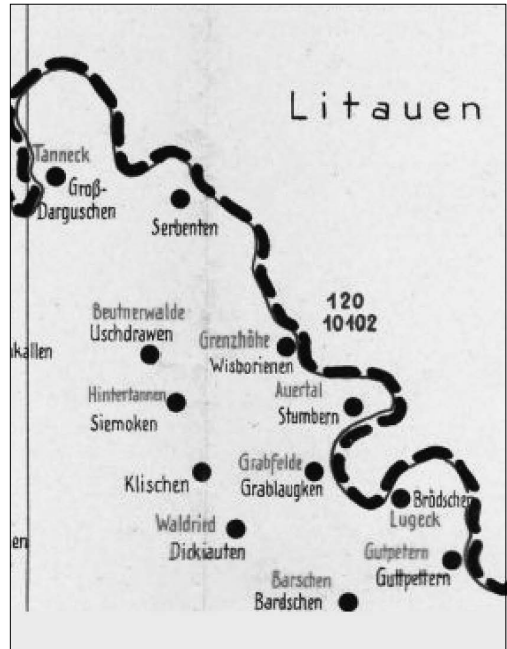 Litauen
Tanneck
Groß-
Darguschen
Serbenten
120
10102
Beutnerwalde
Uschdrawen
Grenzhöhe
Wisborienen
kallen
Hintertannen
Siemoken
Auertal
Stumbern
Klischen
Grabfelde
Grablaugken
Brödschen
Lugeck
Waldried
Dickiauten
en
Gutpetern
Guttpettern
Barschen
Bardschen